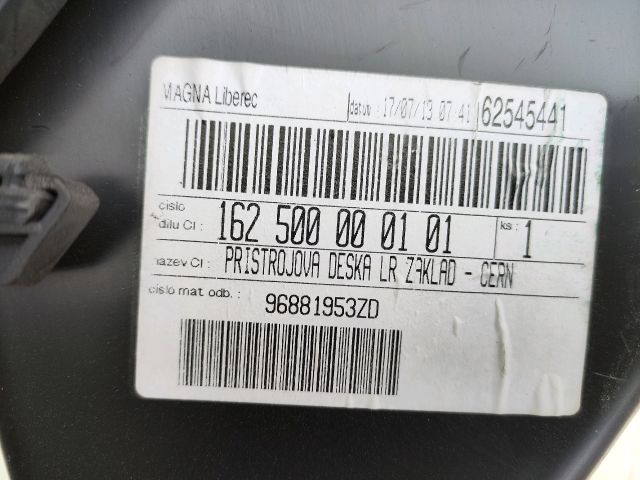 MAGNA Liberec
datvo : 17/07/13 07:41 62545441
cislo
dilu CI : 162 500 00 01 01 ks : 1
nazev CI : PRISTROJOVA DESKA LR ZAKLAD - CERN
cislo mat. odb. : 96881953ZD